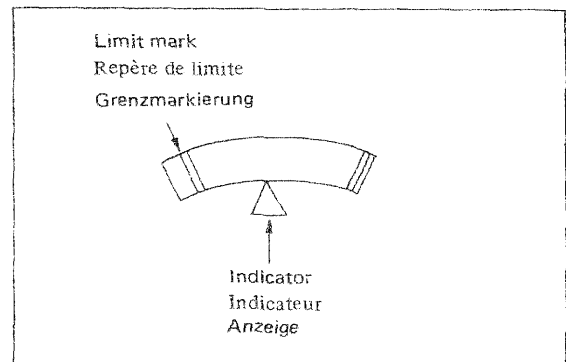 Limit mark
Repère de limite
Grenzmarkierung
Indicator
Indicateur
Anzeige